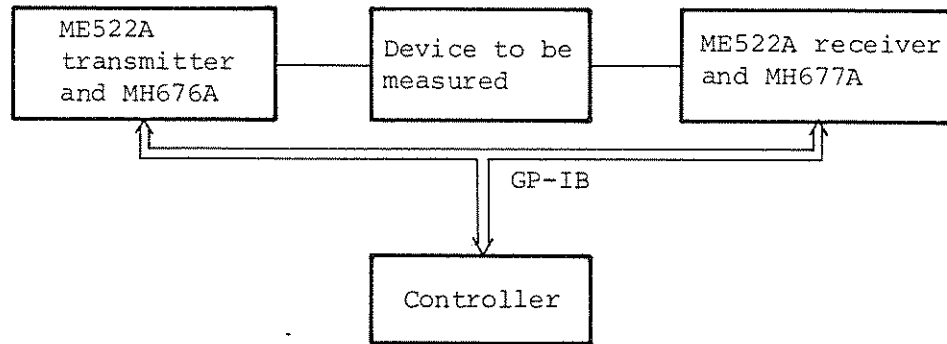 ME522A
transmitter
and MH676A
Device to be
measured
ME522A receiver
and MH677A
GP-IB
Controller